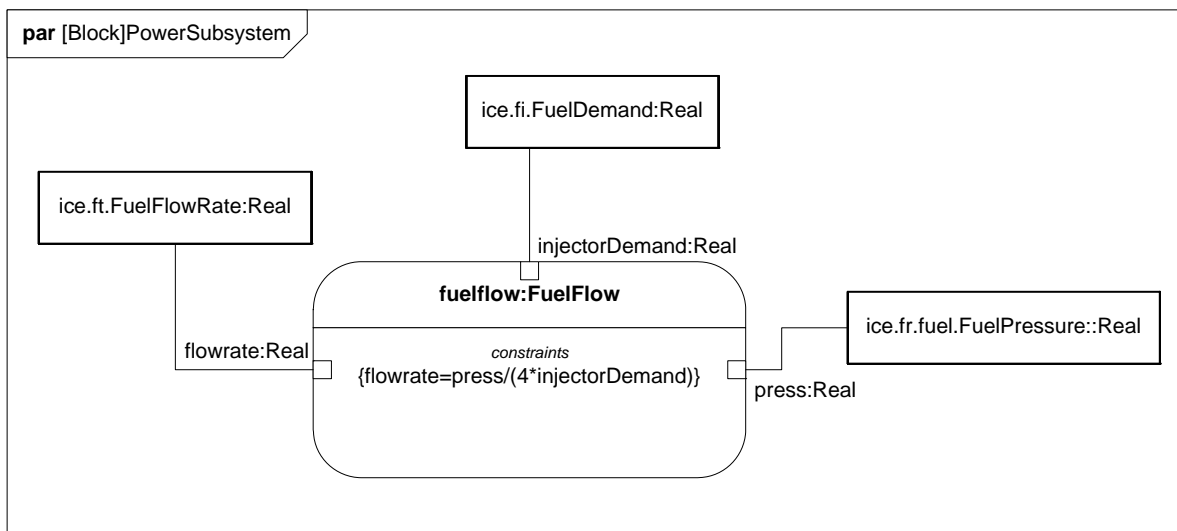 par [Block]PowerSubsystem
ice.fi.FuelDemand:Real
ice.ft.FuelFlowRate:Real
injectorDemand:Real
fuelflow:FuelFlow
ice.fr.fuel.FuelPressure::Real
flowrate:Real
constraints
{flowrate=press/(4*injectorDemand)}
press:Real